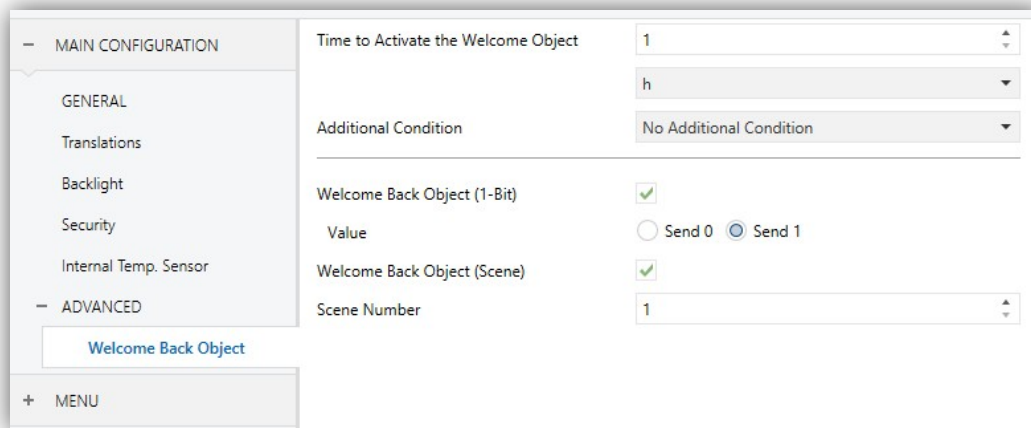 − MAIN CONFIGURATION
GENERAL
Translations
Backlight
Security
Internal Temp. Sensor
− ADVANCED
Welcome Back Object
+ MENU
Time to Activate the Welcome Object 1
h
Additional Condition No Additional Condition
Welcome Back Object (1-Bit)
Value Send 0 Send 1
Welcome Back Object (Scene)
Scene Number 1